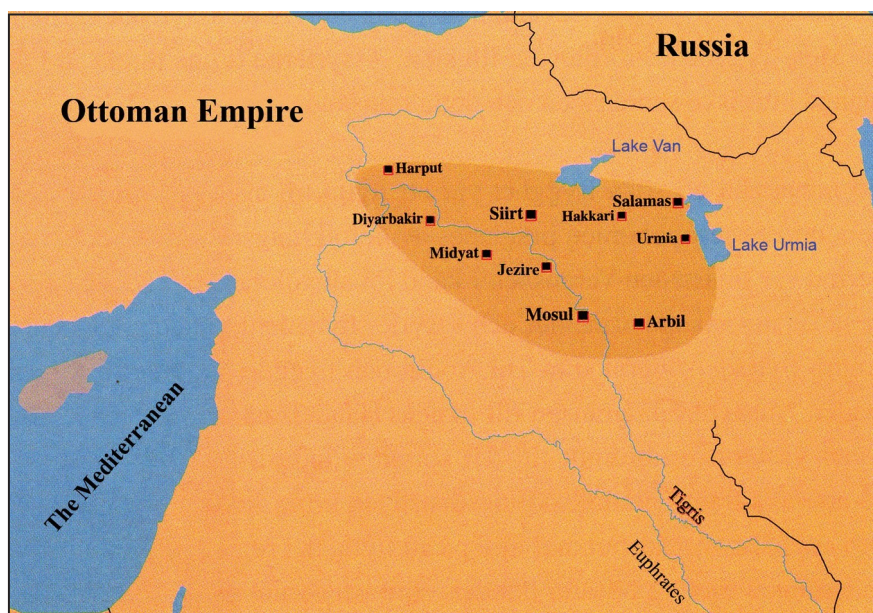 Russia
Ottoman Empire
Lake Van
Harput
Salamas
Siirt
Hakkari
Diyarbakir
Urmia
Lake Urmia
Midyat
Jezire
Mosul
Arbil
The Mediterranean
Tigris
Euphrates